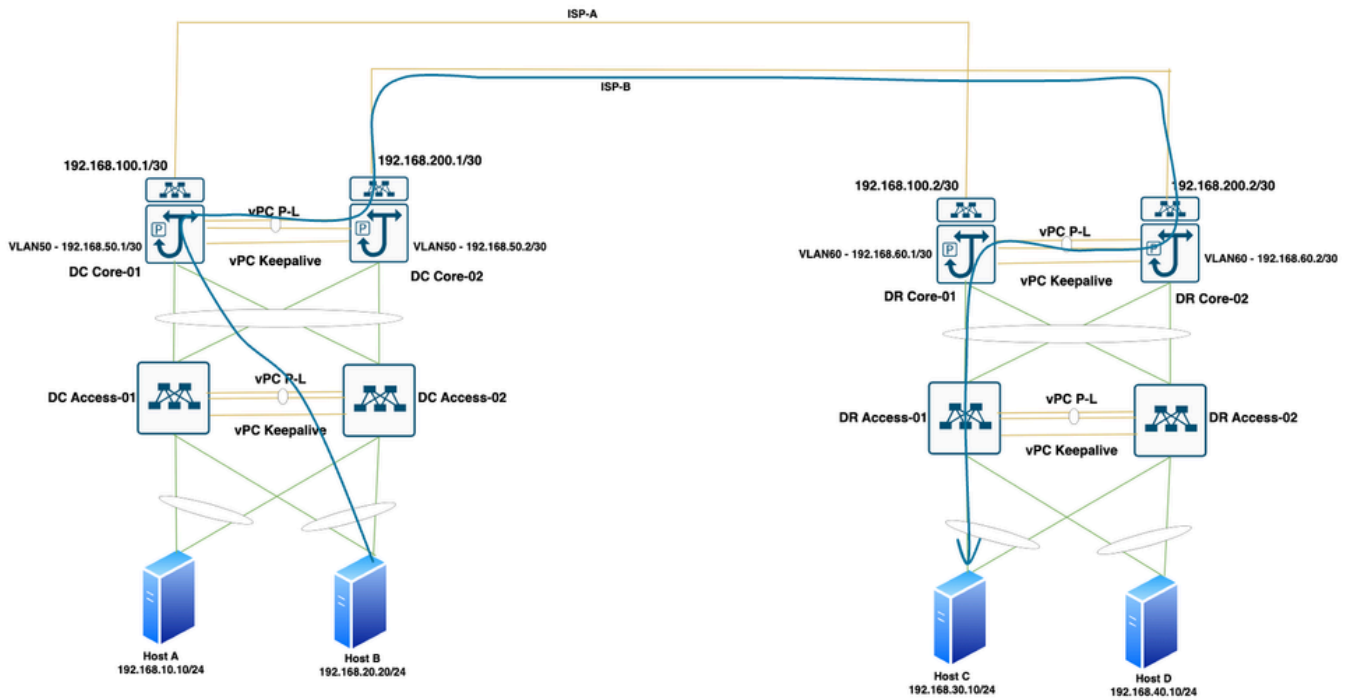 ISP-A
ISP-B
192.168.100.1/30
192.168.200.1/30
192.168.100.2/30
192.168.200.2/30
P
vPC P-L
P
P
vPC P-L
P
VLAN50 - 192.168.50.1/30
VLAN50 - 192.168.50.2/30
VLAN60 - 192.168.60.1/30
VLAN60 - 192.168.60.2/30
vPC Keepalive
vPC Keepalive
DC Core-01
DC Core-02
DR Core-01
DR Core-02
vPC P-L
DC Access-01
DC Access-02
vPC P-L
DR Access-01
DR Access-02
vPC Keepalive
vPC Keepalive
Host A
192.168.10.10/24
Host B
192.168.20.20/24
Host C
192.168.30.10/24
Host D
192.168.40.10/24